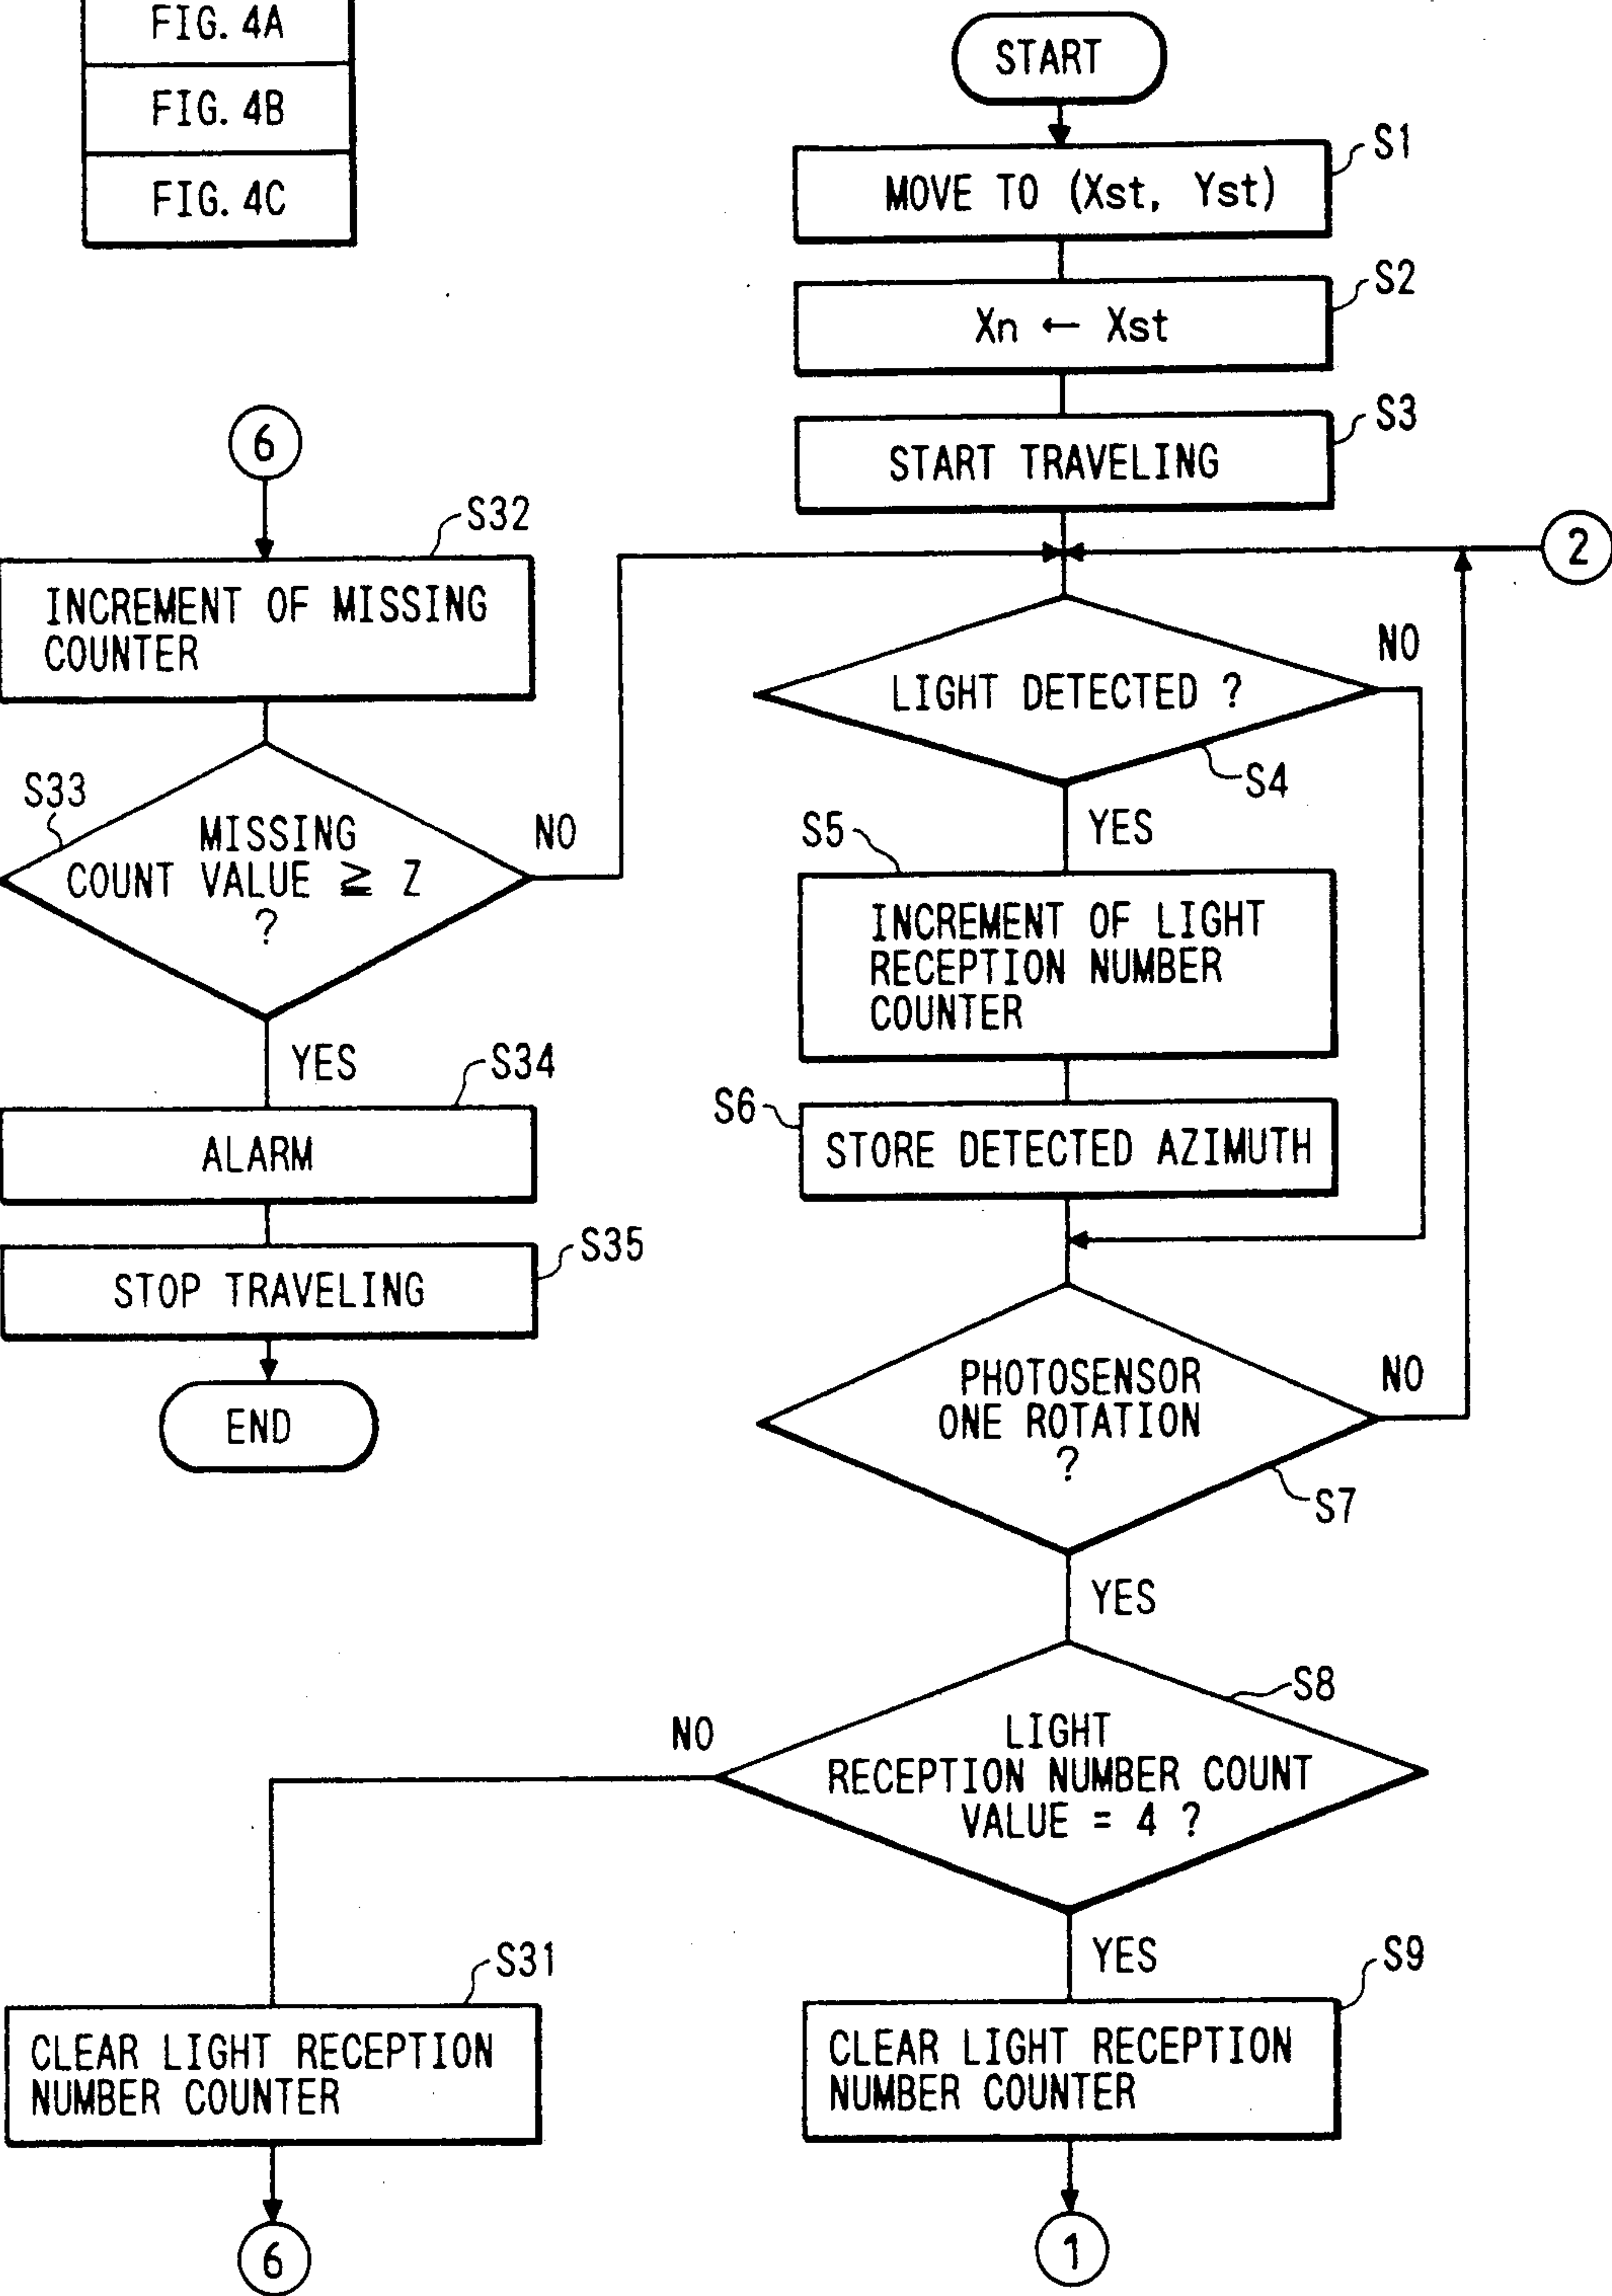 FIG. 4A
FIG. 4B
FIG. 4C
START
S1
MOVE TO (Xst, Yst)
S2
Xn ← Xst
S3
START TRAVELING
2
6
S32
INCREMENT OF MISSING
COUNTER
S33
MISSING
COUNT VALUE ≧ Z
?
NO
YES
S34
ALARM
S35
STOP TRAVELING
END
LIGHT DETECTED ?
NO
S4
YES
S5
INCREMENT OF LIGHT
RECEPTION NUMBER
COUNTER
S6
STORE DETECTED AZIMUTH
PHOTOSENSOR
ONE ROTATION
?
NO
S7
YES
S8
LIGHT
RECEPTION NUMBER COUNT
VALUE = 4 ?
NO
YES
S31
CLEAR LIGHT RECEPTION
NUMBER COUNTER
6
S9
CLEAR LIGHT RECEPTION
NUMBER COUNTER
1